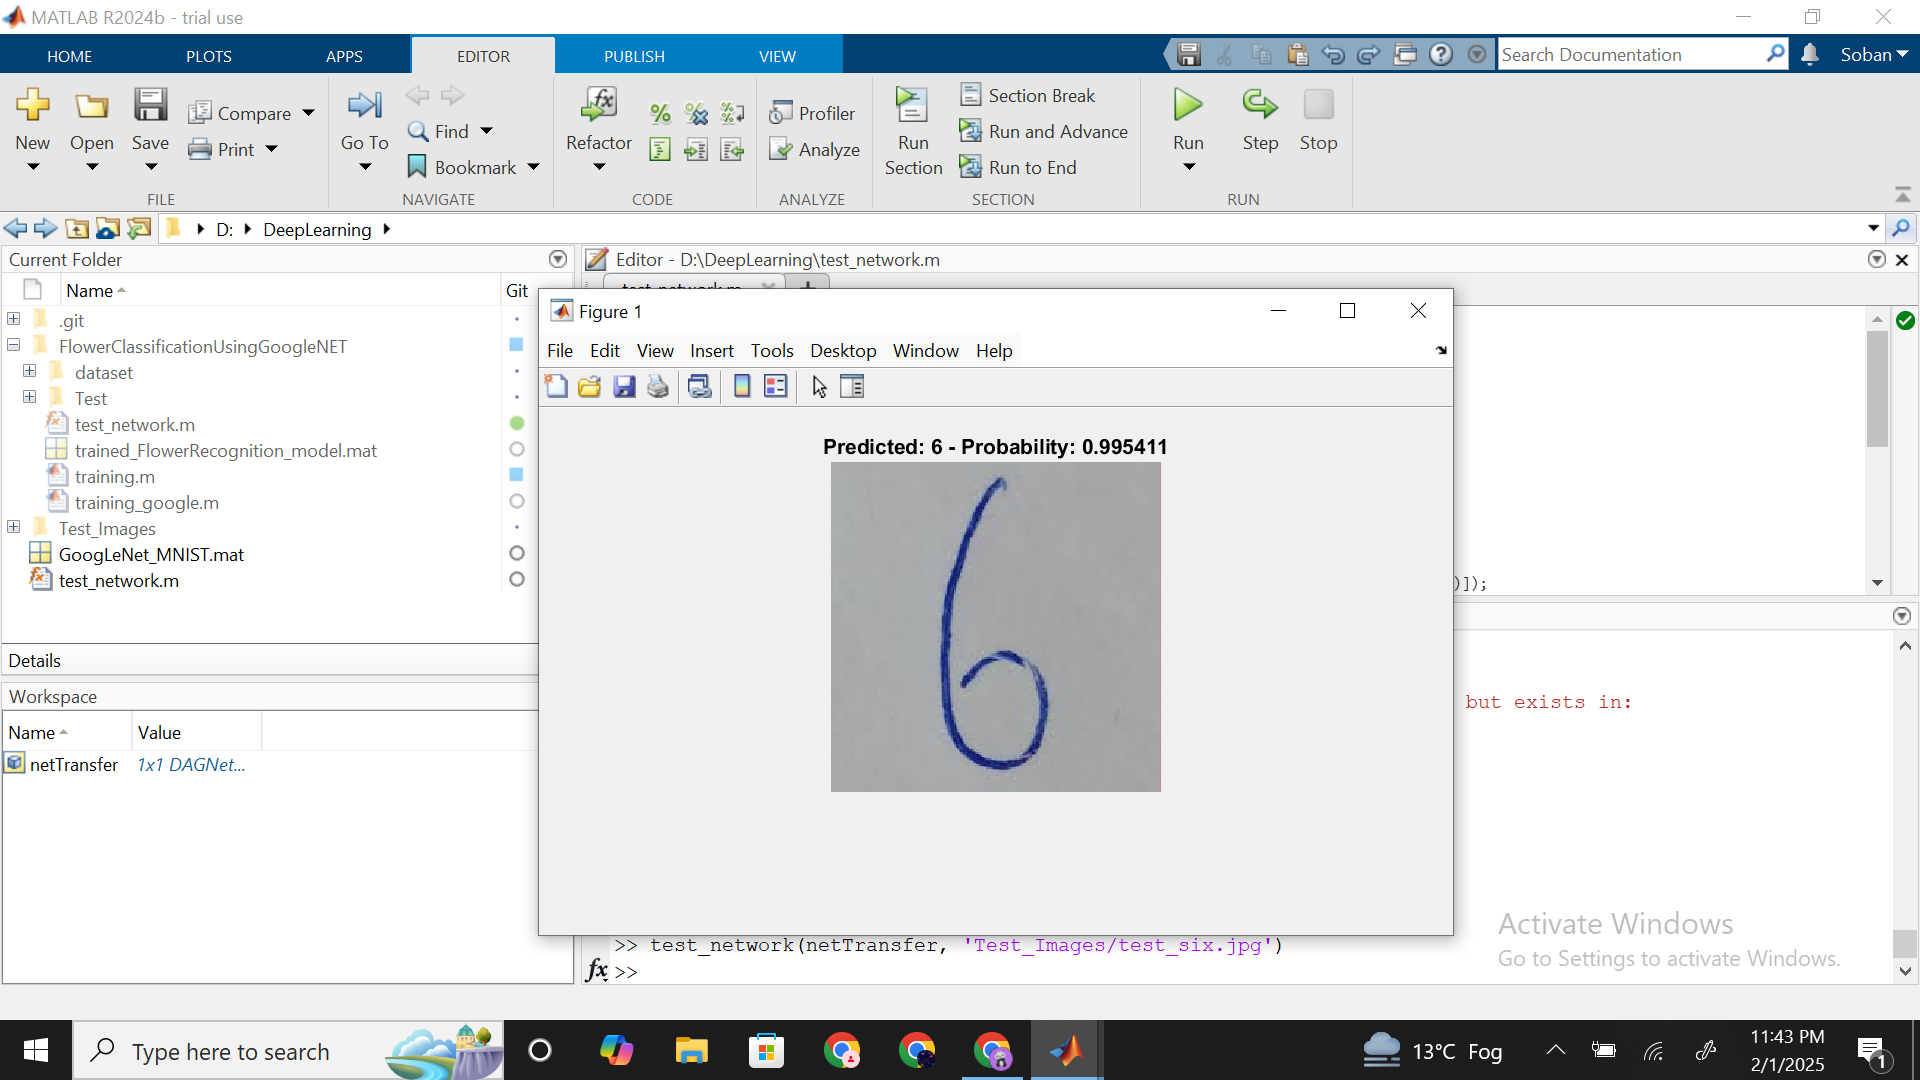 MATLAB R2024b - trial use
HOME PLOTS APPS EDITOR PUBLISH VIEW
Search Documentation
Soban
New Open Save Compare Print
FILE
Go To Find Bookmark
NAVIGATE
Refactor
CODE
Profiler Analyze
ANALYZE
Run Section
Section Break
Run and Advance
Run to End
SECTION
Run Step Stop
RUN
D: DeepLearning
Current Folder
Name Git
.git
FlowerClassificationUsingGoogleNET
dataset
Test
test_network.m
trained_FlowerRecognition_model.mat
training.m
training_google.m
Test_Images
GoogLeNet_MNIST.mat
test_network.m
Details
Workspace
Name Value
netTransfer 1x1 DAGNet...
Editor - D:\DeepLearning\test_network.m
test_network.m
Figure 1
File Edit View Insert Tools Desktop Window Help
Predicted: 6 - Probability: 0.995411
6
)]);
but exists in:
>> test_network(netTransfer, 'Test_Images/test_six.jpg')
fx >>
Activate Windows
Go to Settings to activate Windows.
Type here to search
13°C Fog
11:43 PM
2/1/2025
1